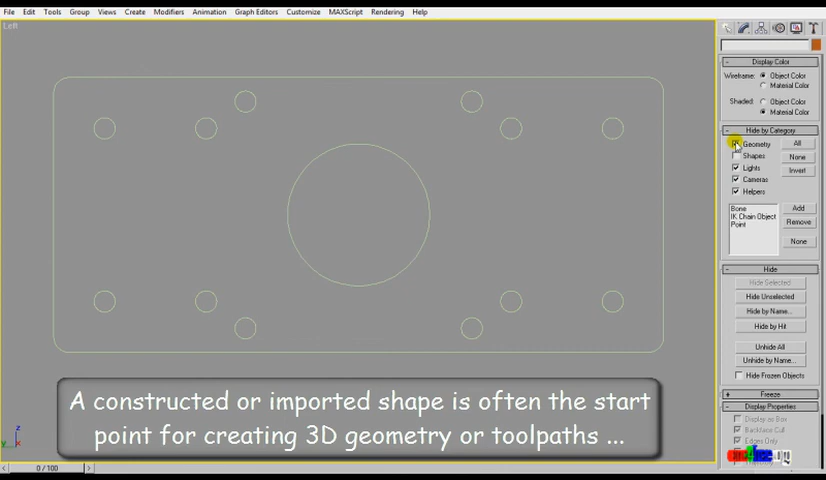 File Edit Tools Group Views Create Modifiers Animation Graph Editors Customize MAXScript Rendering Help
Left
Display Color
Wireframe: Object Color
Material Color
Shaded: Object Color
Material Color
Hide by Category
Geometry All
Shapes None
Lights Invert
Cameras
Helpers
Bone Add
IK Chain Object Remove
Point
None
Hide
Hide Selected
Hide Unselected
Hide by Name...
Hide by Hit
Unhide All
Unhide by Name...
Hide Frozen Objects
Freeze
Display Properties
Display as Box
Backface Cull
Edges Only
A constructed or imported shape is often the start
point for creating 3D geometry or toolpaths ...
z
y x
< 0 / 100 >